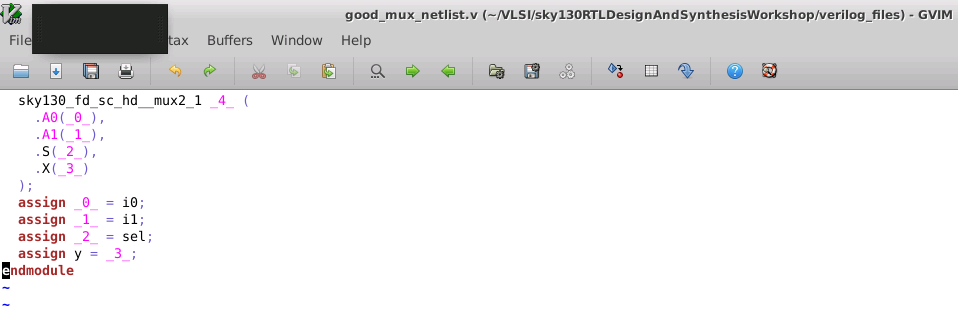 good_mux_netlist.v (~/VLSI/sky130RTLDesignAndSynthesisWorkshop/verilog_files) - GVIM
File tax Buffers Window Help
sky130_fd_sc_hd__mux2_1 _4_ (
.A0(_0_),
.A1(_1_),
.S(_2_),
.X(_3_)
);
assign _0_ = i0;
assign _1_ = i1;
assign _2_ = sel;
assign y = _3_;
endmodule
~
~